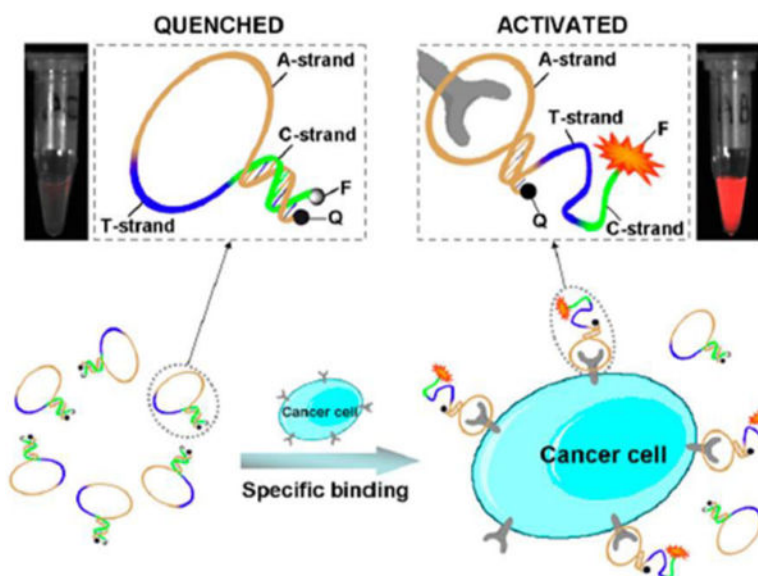 QUENCHED
A-strand
C-strand
F
Q
T-strand
ACTIVATED
A-strand
T-strand
F
Q
C-strand
Cancer cell
Specific binding
Cancer cell